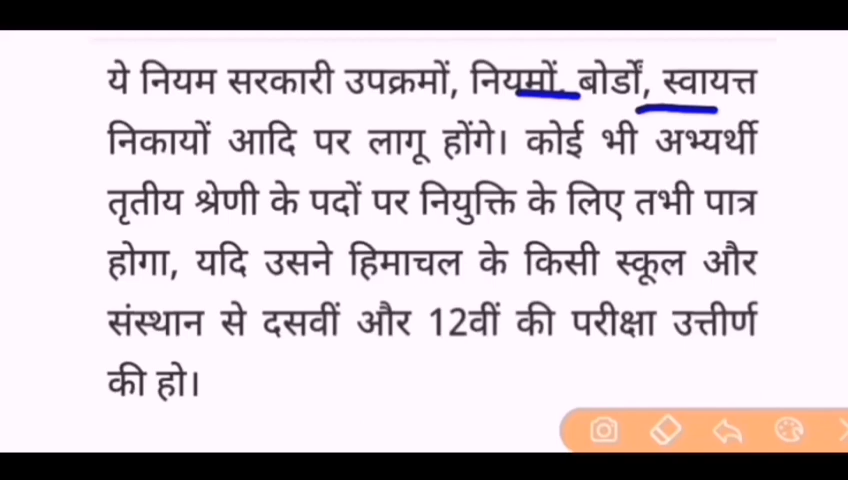 ये नियम सरकारी उपक्रमों, नियमों, बोर्डों, स्वायत्त
निकायों आदि पर लागू होंगे। कोई भी अभ्यर्थी
तृतीय श्रेणी के पदों पर नियुक्ति के लिए तभी पात्र
होगा, यदि उसने हिमाचल के किसी स्कूल और
संस्थान से दसवीं और 12वीं की परीक्षा उत्तीर्ण
की हो।